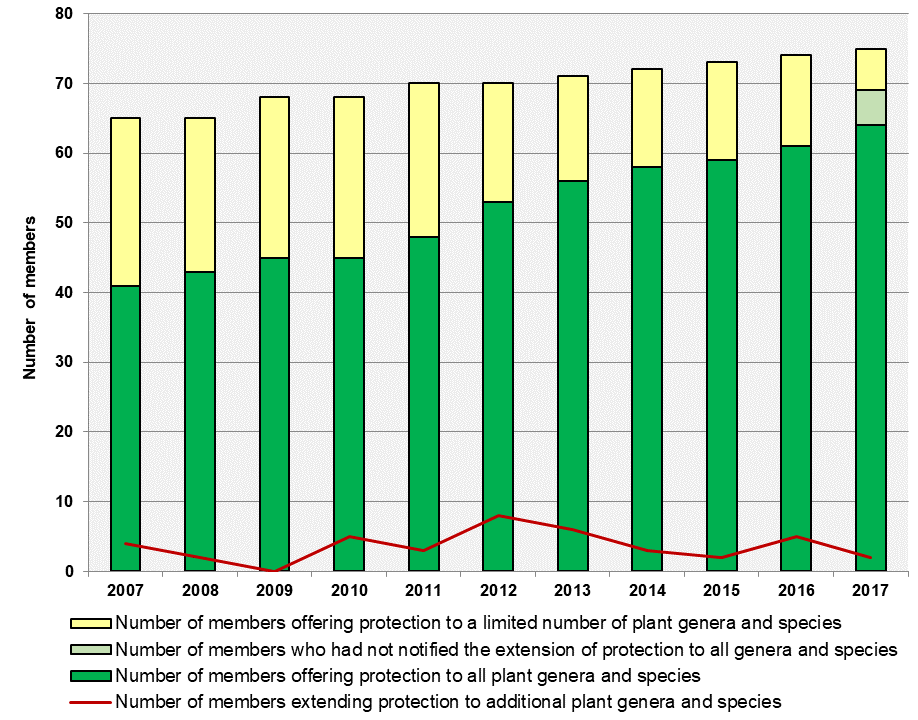 80
70
60
50
40
30
20
10
0
Number of members
2007 2008 2009 2010 2011 2012 2013 2014 2015 2016 2017
Number of members offering protection to a limited number of plant genera and species
Number of members who had not notified the extension of protection to all genera and species
Number of members offering protection to all plant genera and species
Number of members extending protection to additional plant genera and species